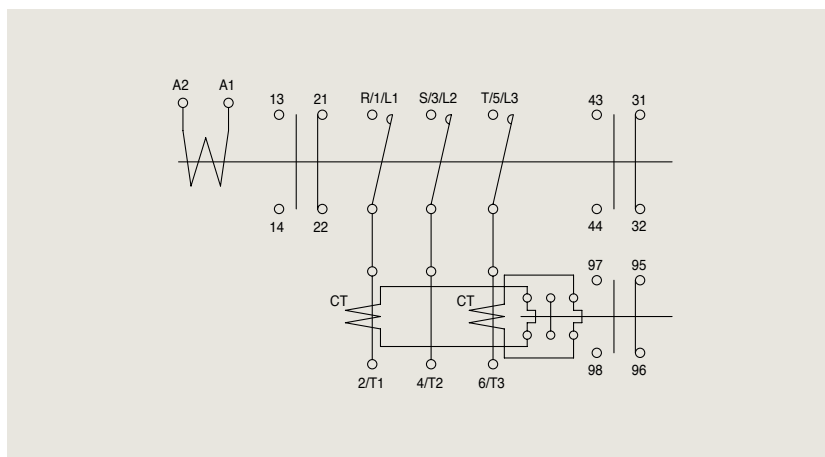 A2 A1
13 21 R/1/L1 S/3/L2 T/5/L3 43 31
14 22 44 32
97 95
CT CT
98 96
2/T1 4/T2 6/T3